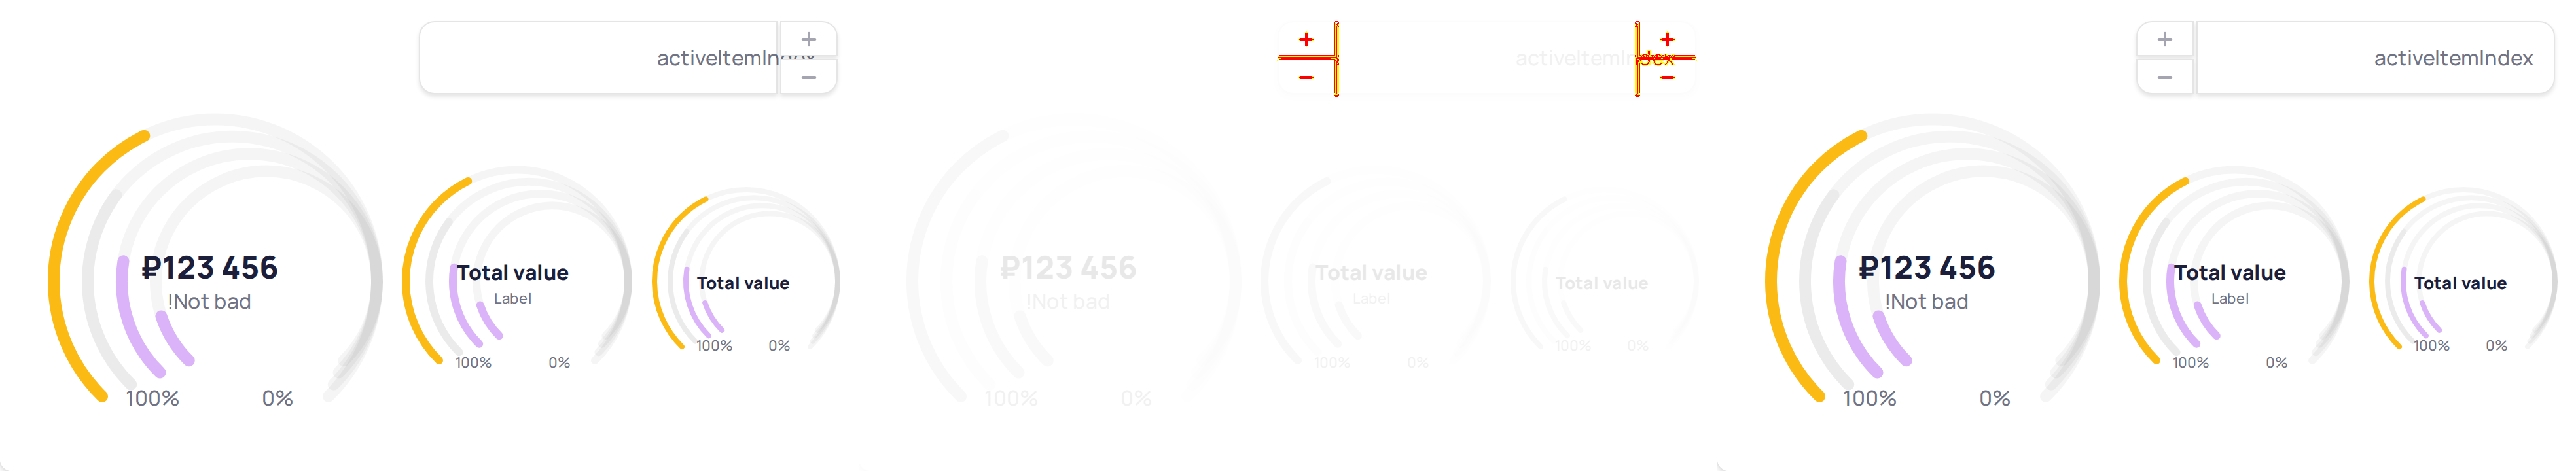 activeItemIndex
+
−
₽123 456
!Not bad
100%
0%
Total value
Label
100%
0%
Total value
100%
0%
+
−
activeItemIndex
+
−
₽123 456
!Not bad
100%
0%
Total value
Label
100%
0%
Total value
100%
0%
+
−
activeItemIndex
₽123 456
!Not bad
100%
0%
Total value
Label
100%
0%
Total value
100%
0%